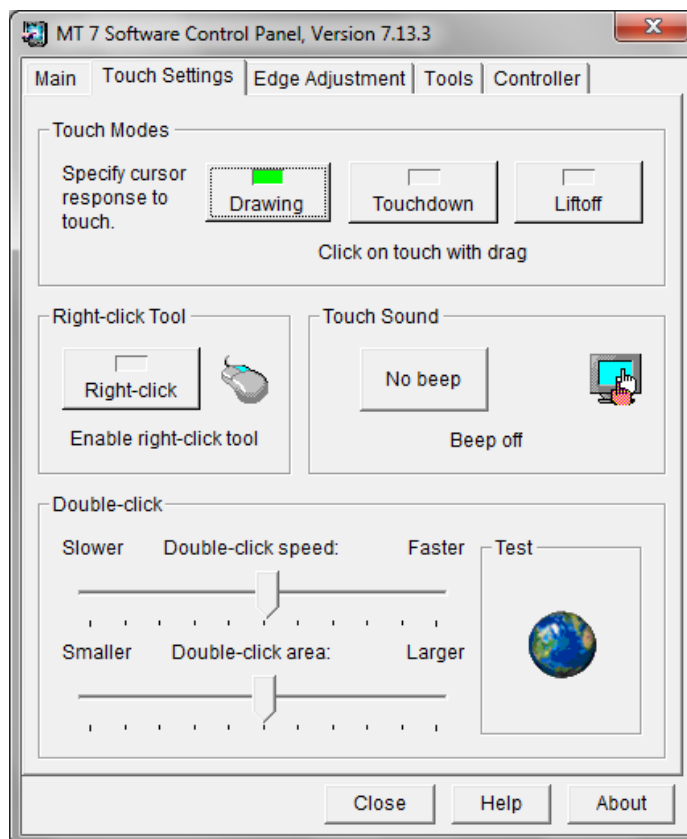 MT 7 Software Control Panel, Version 7.13.3
Main Touch Settings Edge Adjustment Tools Controller
Touch Modes
Specify cursor
response to
touch.
Drawing Touchdown Liftoff
Click on touch with drag
Right-click Tool
Right-click
Enable right-click tool
Touch Sound
No beep
Beep off
Double-click
Slower Double-click speed: Faster
Smaller Double-click area: Larger
Test
Close Help About